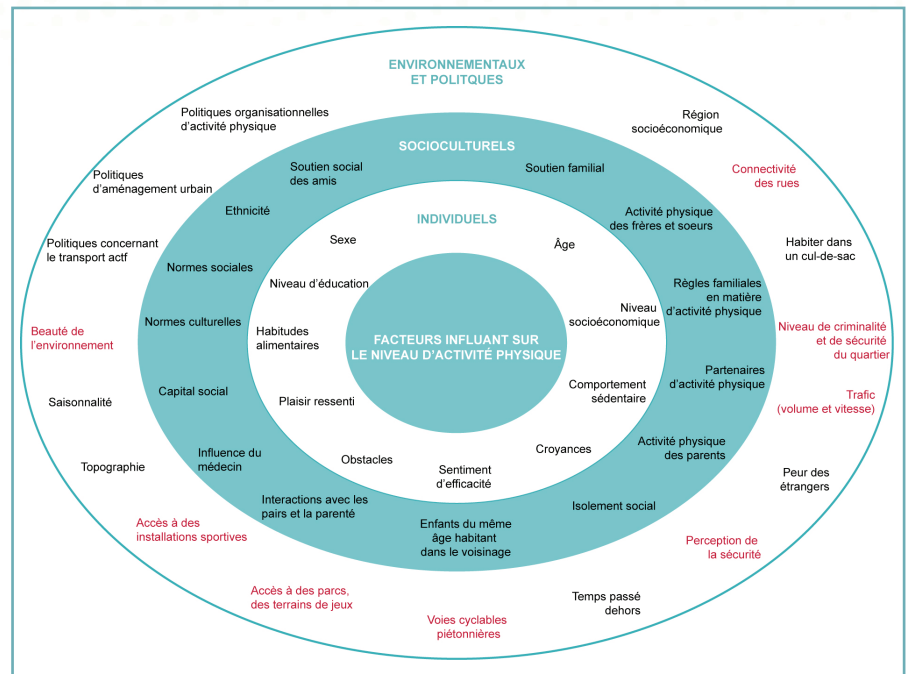 ENVIRONNEMENTAUX
ET POLITQUES
Politiques organisationnelles
d'activité physique
Région
socioéconomique
Politiques
d'aménagement urbain
Connectivité
des rues
Politiques concernant
le transport actf
Habiter dans
un cul-de-sac
Beauté de
l'environnement
Niveau de criminalité
et de sécurité
du quartier
Saisonnalité
Trafic
(volume et vitesse)
Topographie
Peur des
étrangers
Accès à des
installations sportives
Perception de
la sécurité
Accès à des parcs,
des terrains de jeux
Voies cyclables
piétonnières
Temps passé
dehors
SOCIOCULTURELS
Soutien social
des amis
Soutien familial
Ethnicité
Activité physique
des frères et soeurs
Normes sociales
Règles familiales
en matière
d'activité physique
Normes culturelles
Partenaires
d'activité physique
Capital social
Activité physique
des parents
Influence du
médecin
Isolement social
Interactions avec les
pairs et la parenté
Enfants du même
âge habitant
dans le voisinage
INDIVIDUELS
Sexe
Âge
Niveau d'éducation
Niveau
socioéconomique
Habitudes
alimentaires
Comportement
sédentaire
Plaisir ressenti
Croyances
Obstacles
Sentiment
d'efficacité
FACTEURS INFLUANT SUR
LE NIVEAU D'ACTIVITÉ PHYSIQUE